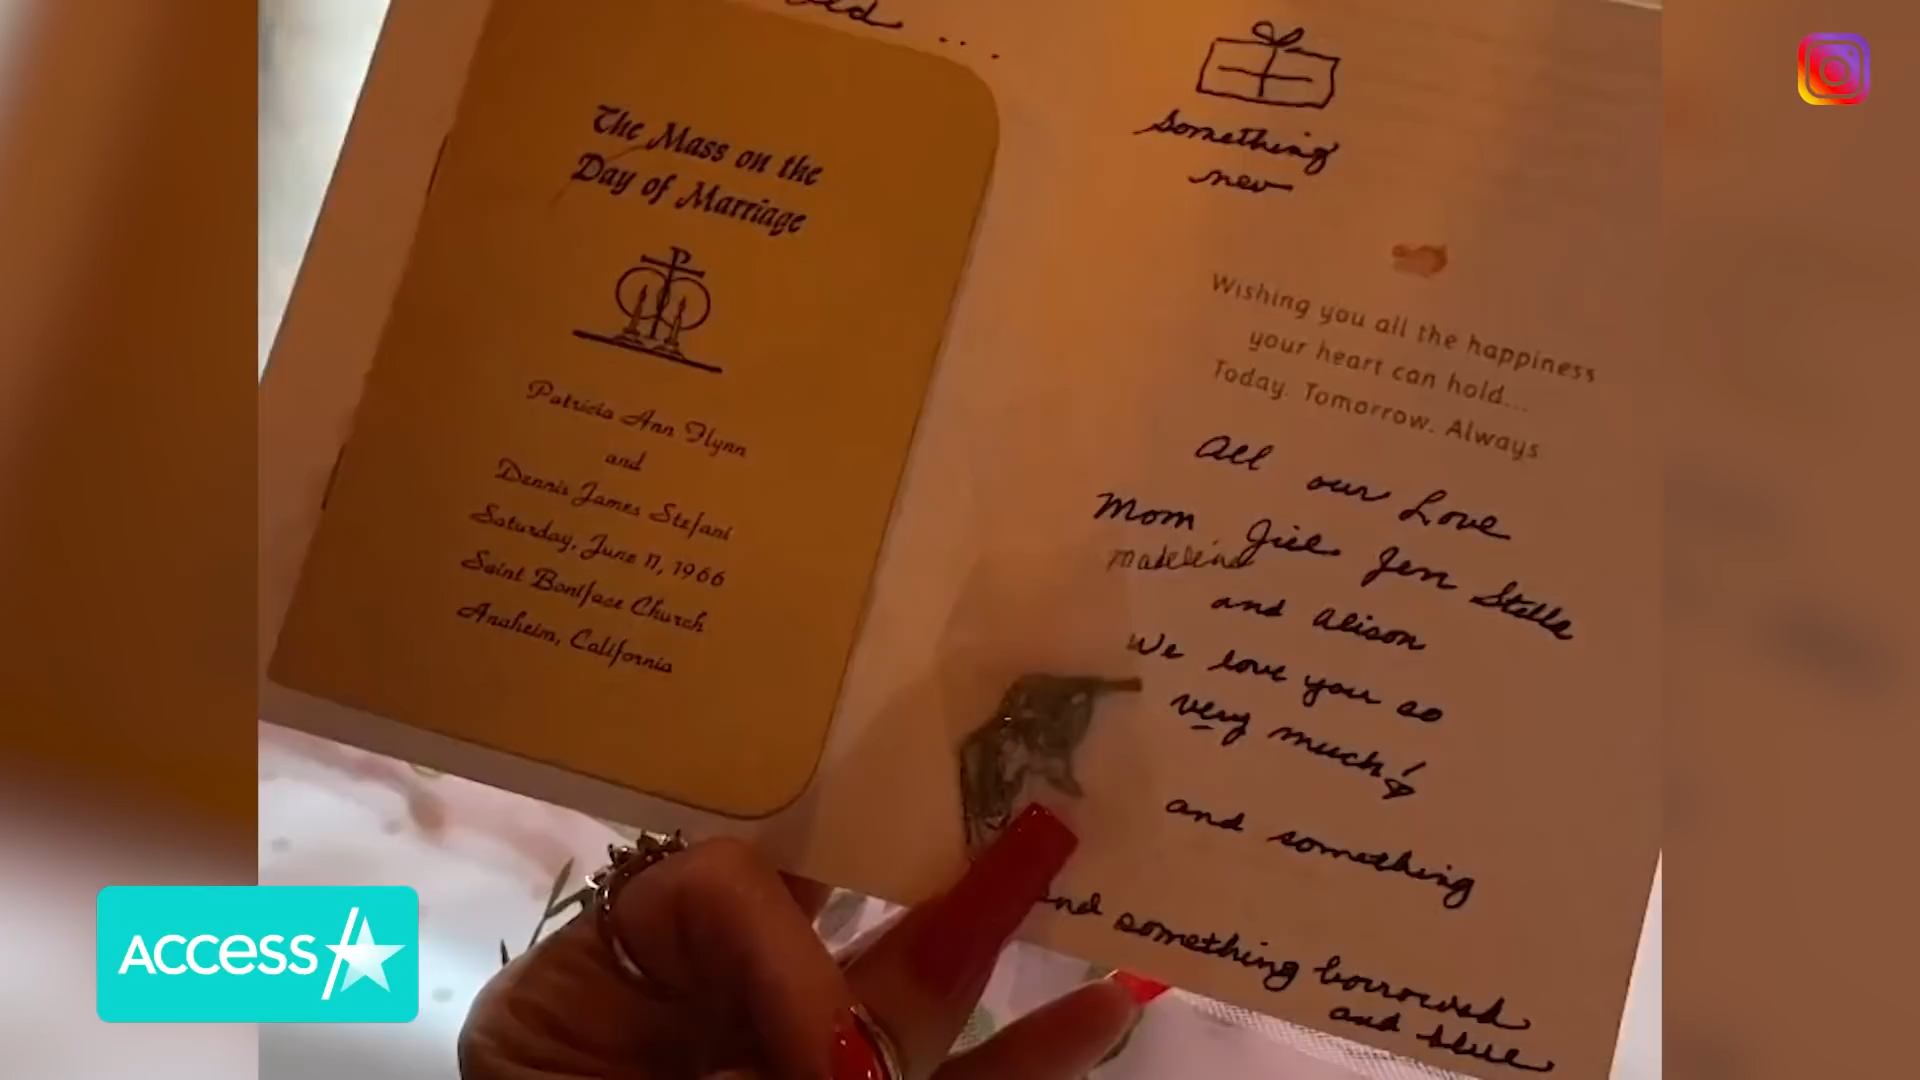 The Mass on the
Day of Marriage
Patricia Ann Flynn
and
Dennis James Stefani
Saturday, June 11, 1966
Saint Boniface Church
Anaheim, California
Something
new
Wishing you all the happiness
your heart can hold...
Today. Tomorrow. Always
All our Love
Mom Jill Jen Stella
Madeleine
and Alison
We love you so
very much!
and something
and something borrowed
and blue
ACCESS